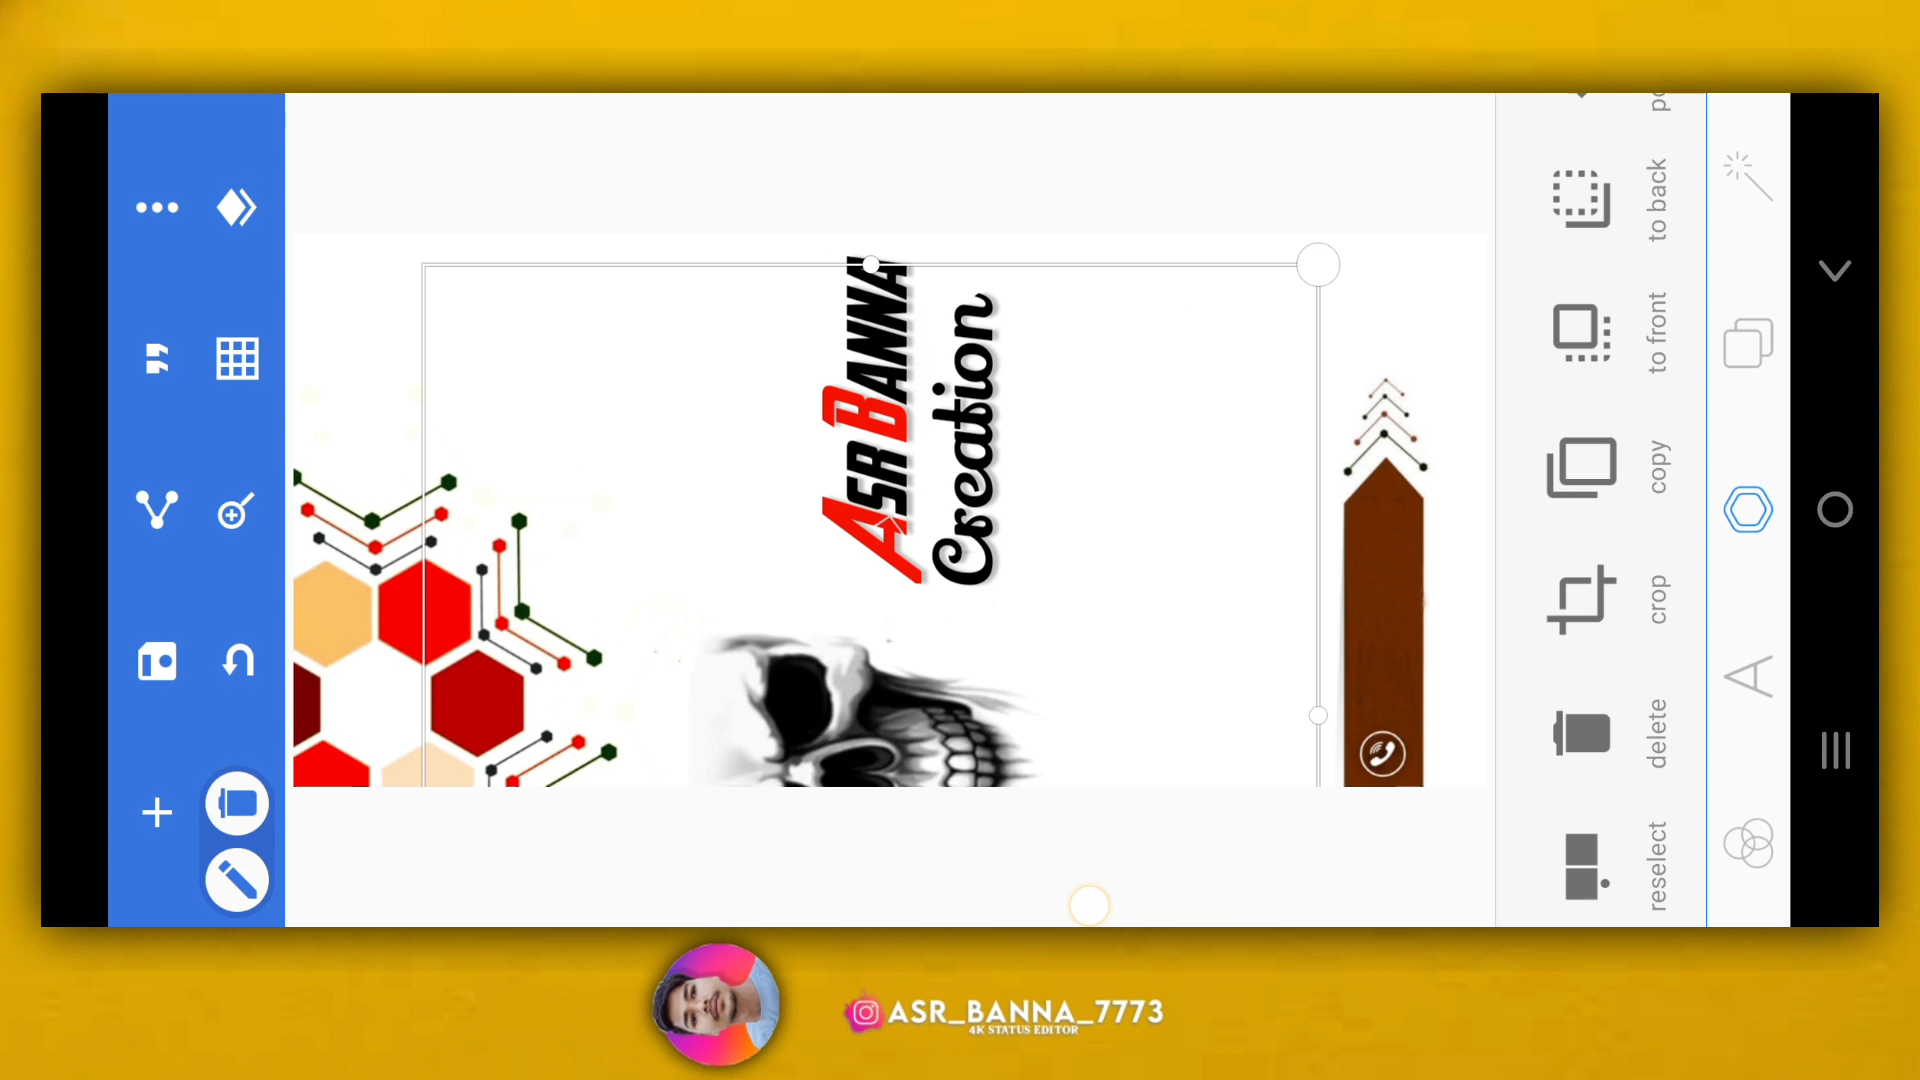 ASR BANNA
Creation
to back
to front
copy
crop
delete
reselect
ASR_BANNA_7773
4K STATUS EDITOR